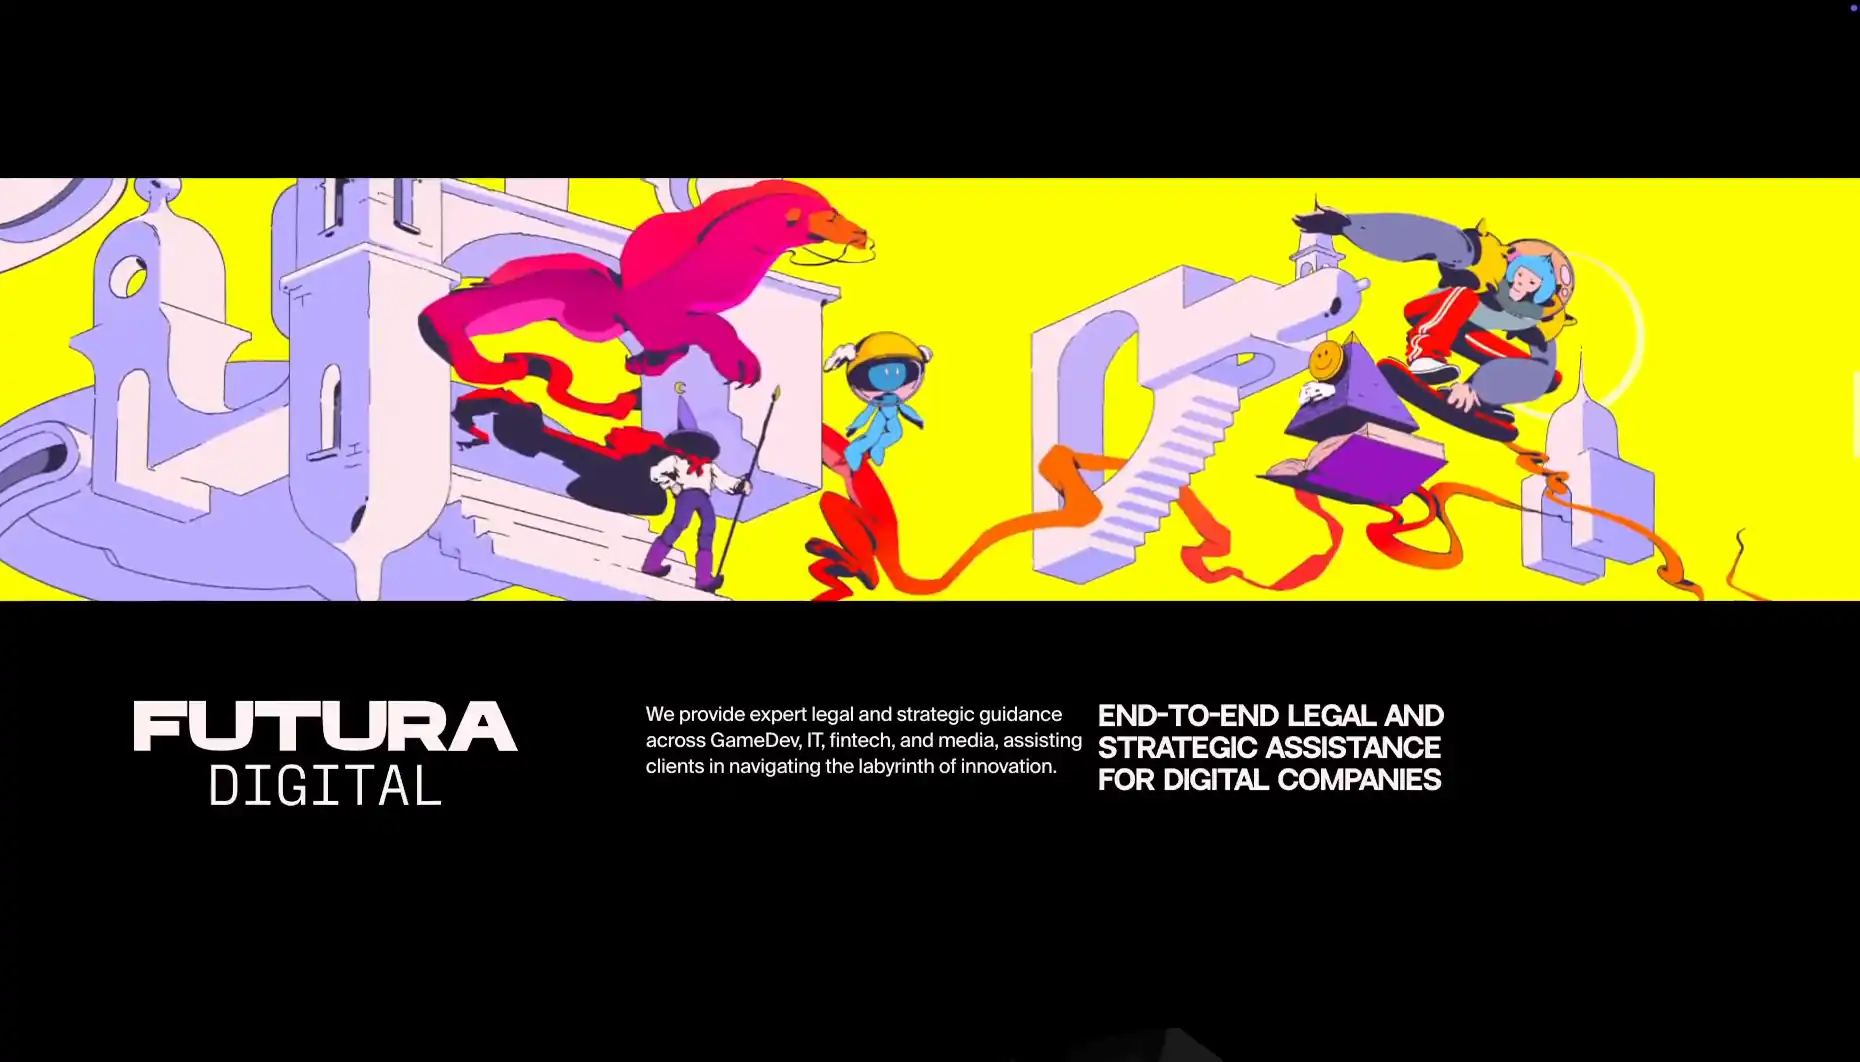 FUTURA
DIGITAL
We provide expert legal and strategic guidance
across GameDev, IT, fintech, and media, assisting
clients in navigating the labyrinth of innovation.
END-TO-END LEGAL AND
STRATEGIC ASSISTANCE
FOR DIGITAL COMPANIES